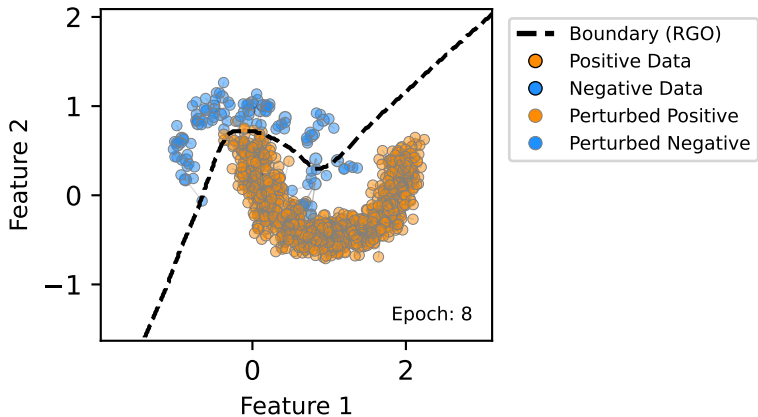 2
1
0
−1
Feature 2
0
2
Feature 1
Epoch: 8
Boundary (RGO)
Positive Data
Negative Data
Perturbed Positive
Perturbed Negative